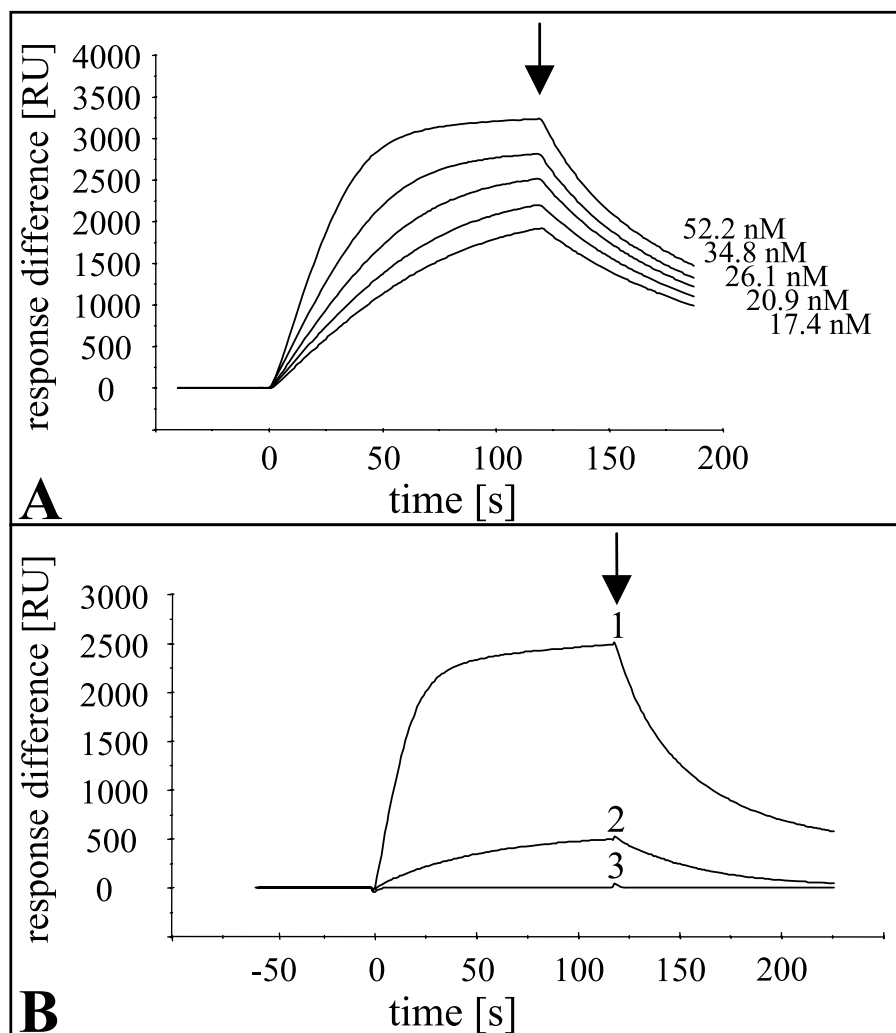 4000
3500
3000
2500
2000
1500
1000
500
0
response difference [RU]
52.2 nM
34.8 nM
26.1 nM
20.9 nM
17.4 nM
0 50 100 150 200
time [s]
A
3000
2500
2000
1500
1000
500
0
response difference [RU]
1
2
3
-50 0 50 100 150 200
time [s]
B